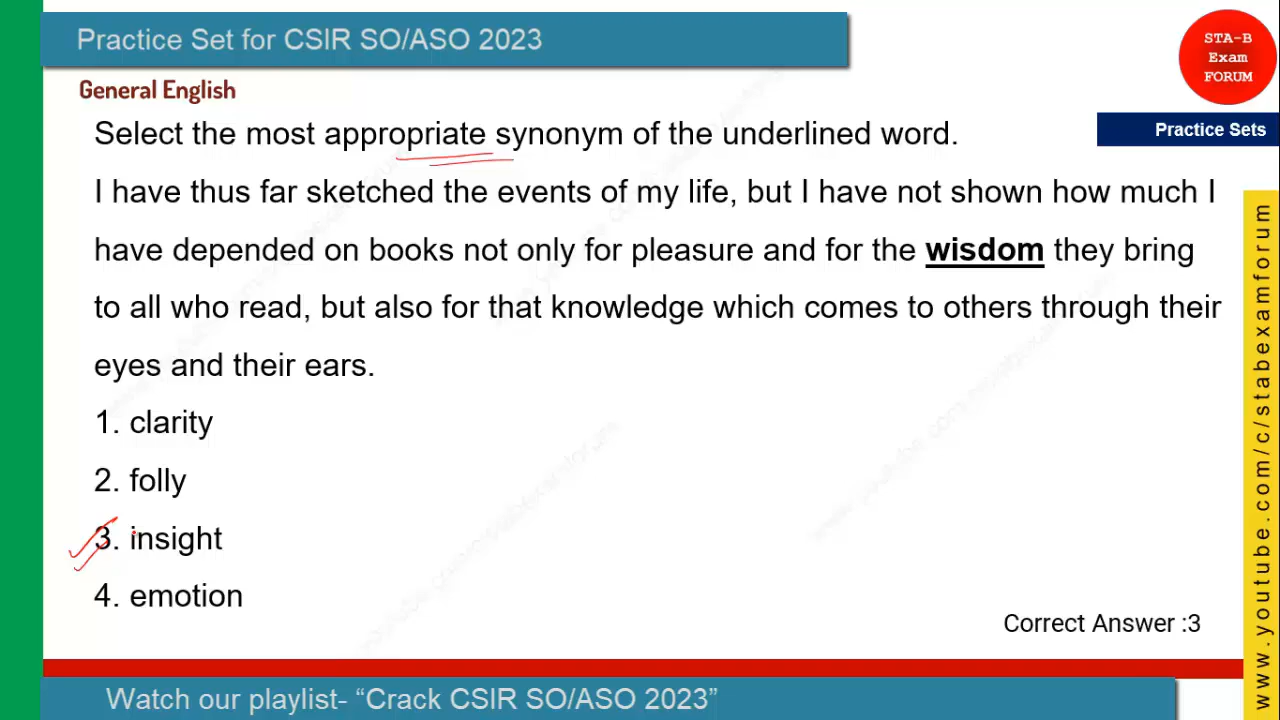 Practice Set for CSIR SO/ASO 2023
STA-B
Exam
FORUM
General English
Practice Sets
Select the most appropriate synonym of the underlined word.
I have thus far sketched the events of my life, but I have not shown how much I
have depended on books not only for pleasure and for the wisdom they bring
to all who read, but also for that knowledge which comes to others through their
eyes and their ears.
1. clarity
2. folly
3. insight
4. emotion
Correct Answer :3
www.youtube.com/c/stabexamforum
Watch our playlist- “Crack CSIR SO/ASO 2023”